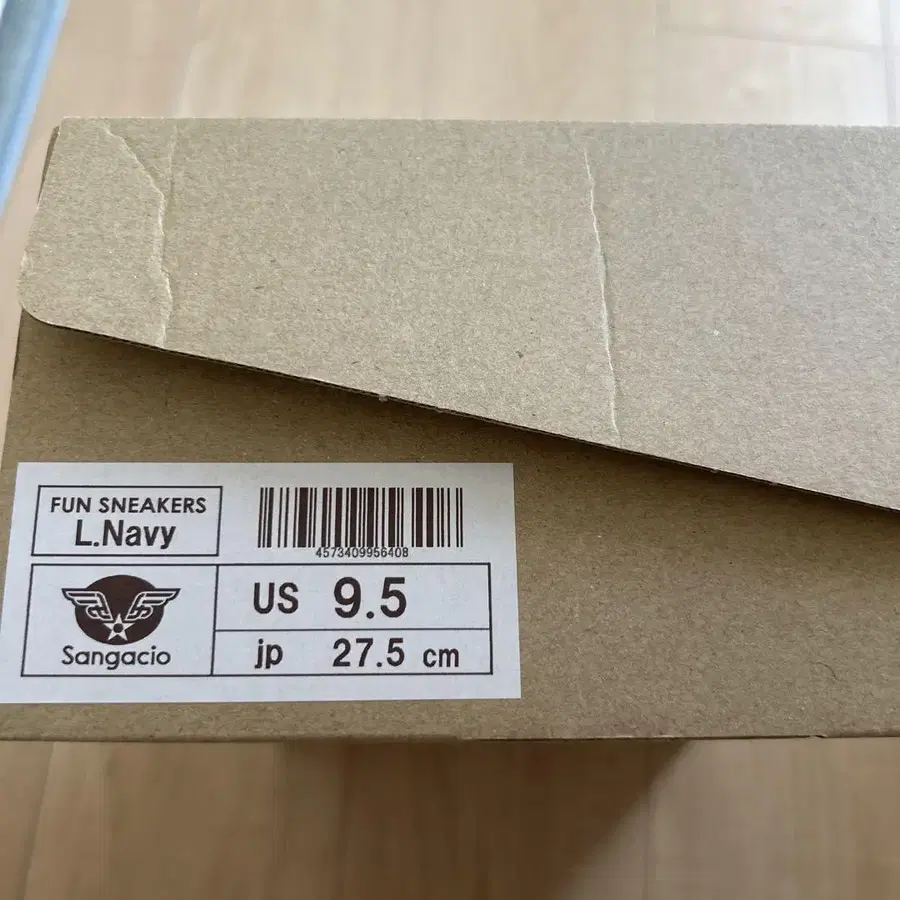 FUN SNEAKERS
L.Navy
4573409956408
Sangacio
US 9.5
jp 27.5 cm